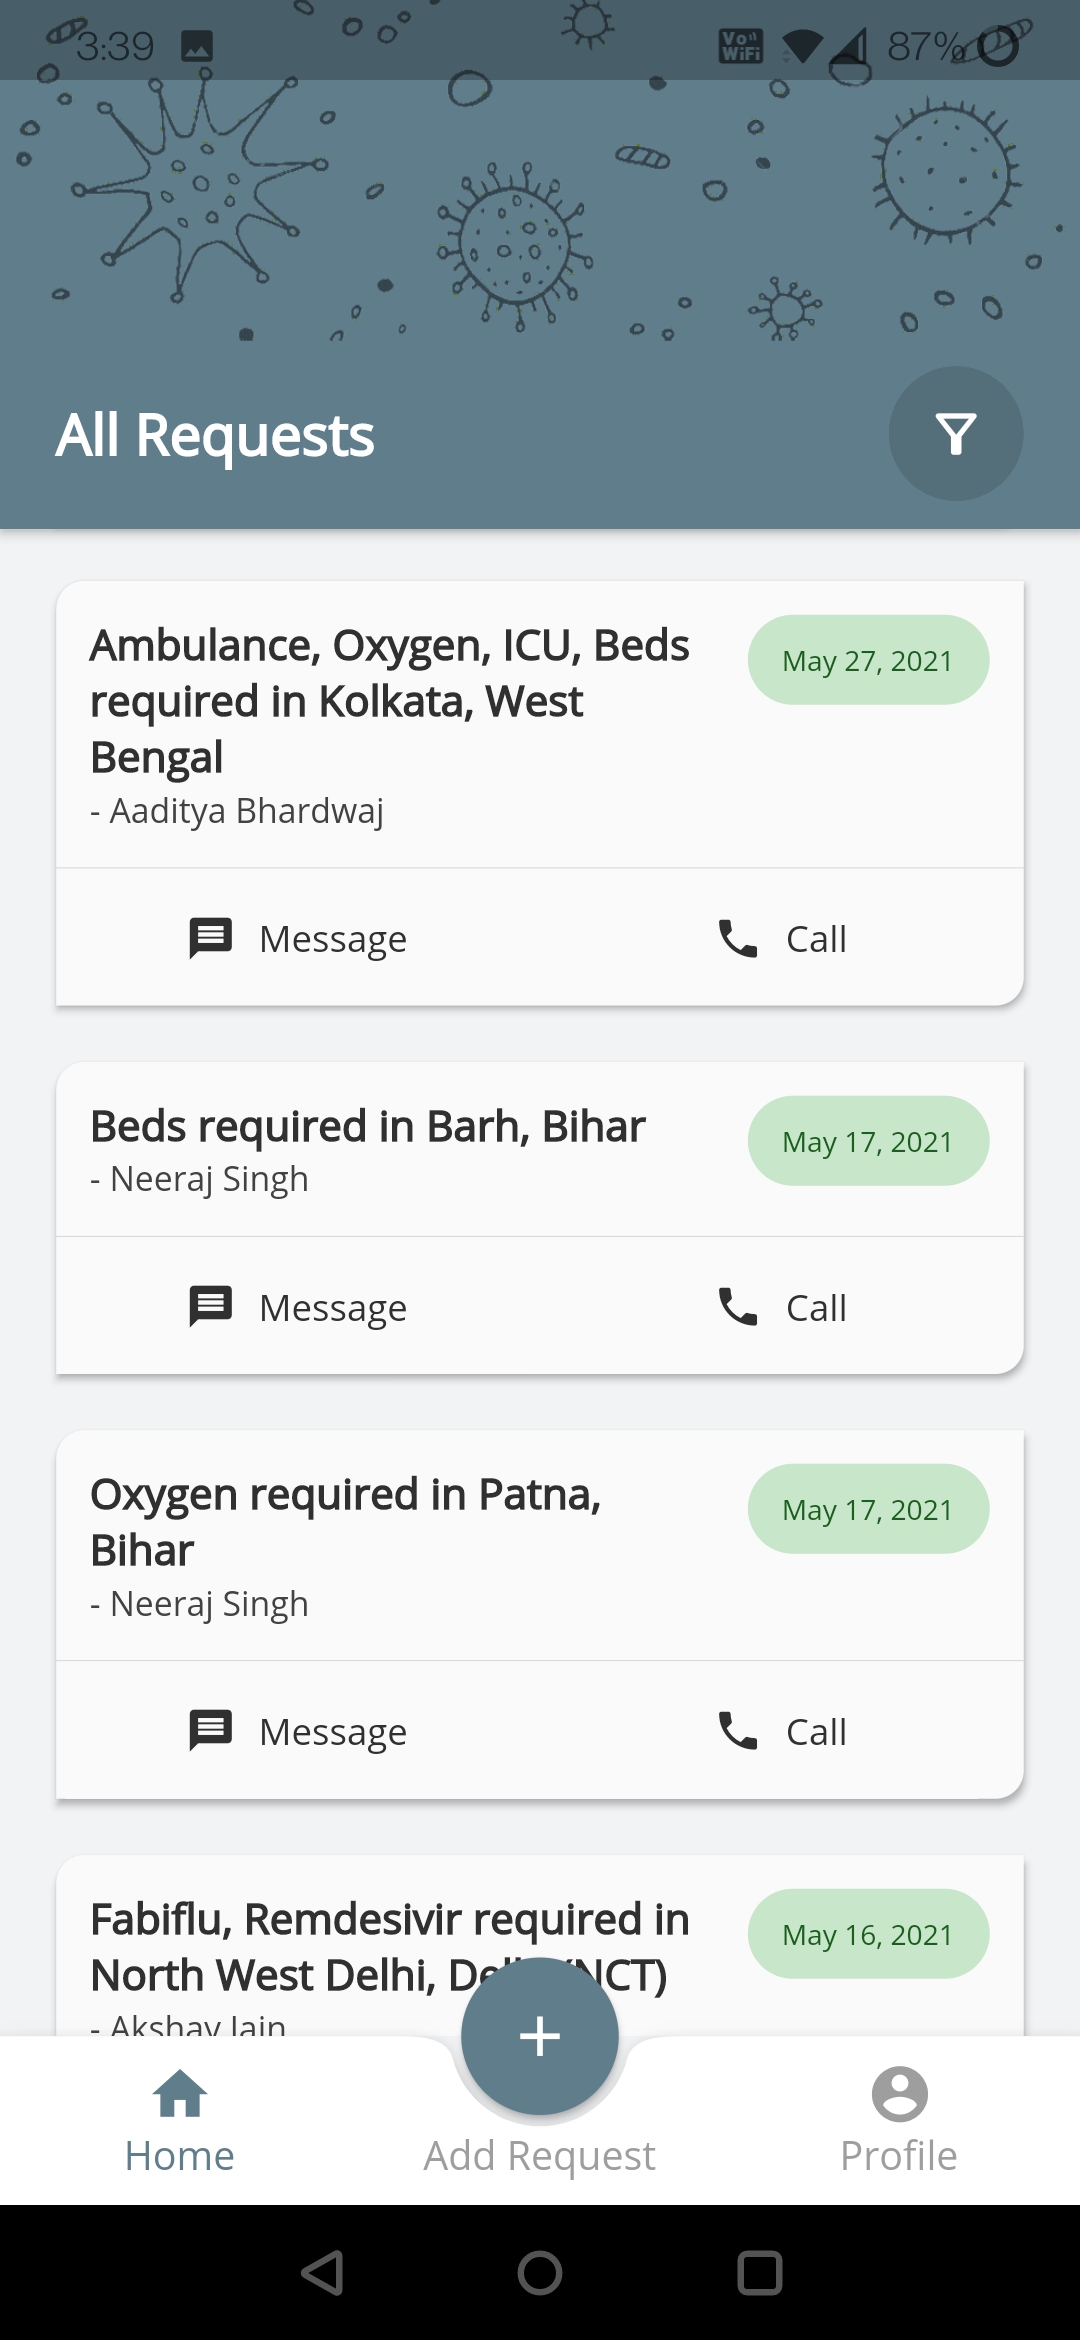 3:39
Vo WiFi
87%
All Requests
Ambulance, Oxygen, ICU, Beds
required in Kolkata, West
Bengal
- Aaditya Bhardwaj
May 27, 2021
Message
Call
Beds required in Barh, Bihar
- Neeraj Singh
May 17, 2021
Message
Call
Oxygen required in Patna,
Bihar
- Neeraj Singh
May 17, 2021
Message
Call
Fabiflu, Remdesivir required in
North West Delhi, (NCT)
- Akshay Jain
May 16, 2021
Home
Add Request
Profile